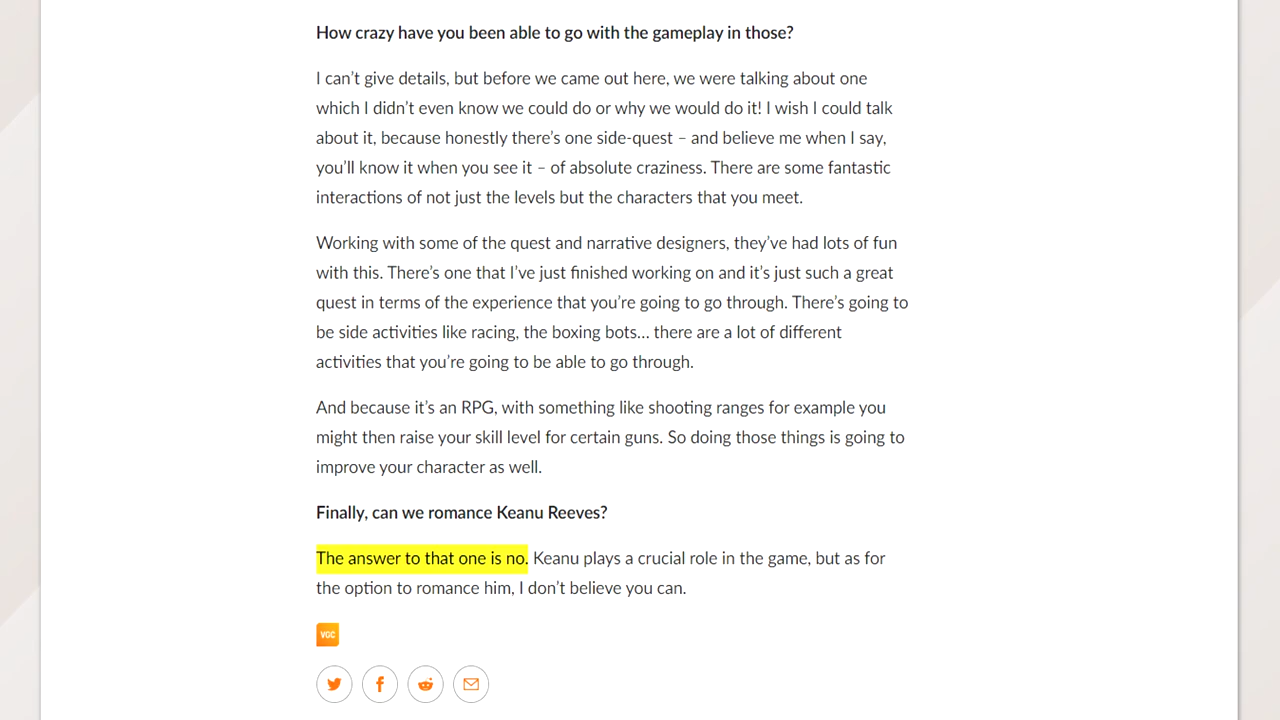 How crazy have you been able to go with the gameplay in those?
I can’t give details, but before we came out here, we were talking about one
which I didn’t even know we could do or why we would do it! I wish I could talk
about it, because honestly there’s one side-quest – and believe me when I say,
you’ll know it when you see it – of absolute craziness. There are some fantastic
interactions of not just the levels but the characters that you meet.
Working with some of the quest and narrative designers, they’ve had lots of fun
with this. There’s one that I’ve just finished working on and it’s just such a great
quest in terms of the experience that you’re going to go through. There’s going to
be side activities like racing, the boxing bots… there are a lot of different
activities that you’re going to be able to go through.
And because it’s an RPG, with something like shooting ranges for example you
might then raise your skill level for certain guns. So doing those things is going to
improve your character as well.
Finally, can we romance Keanu Reeves?
The answer to that one is no. Keanu plays a crucial role in the game, but as for
the option to romance him, I don’t believe you can.
VGC